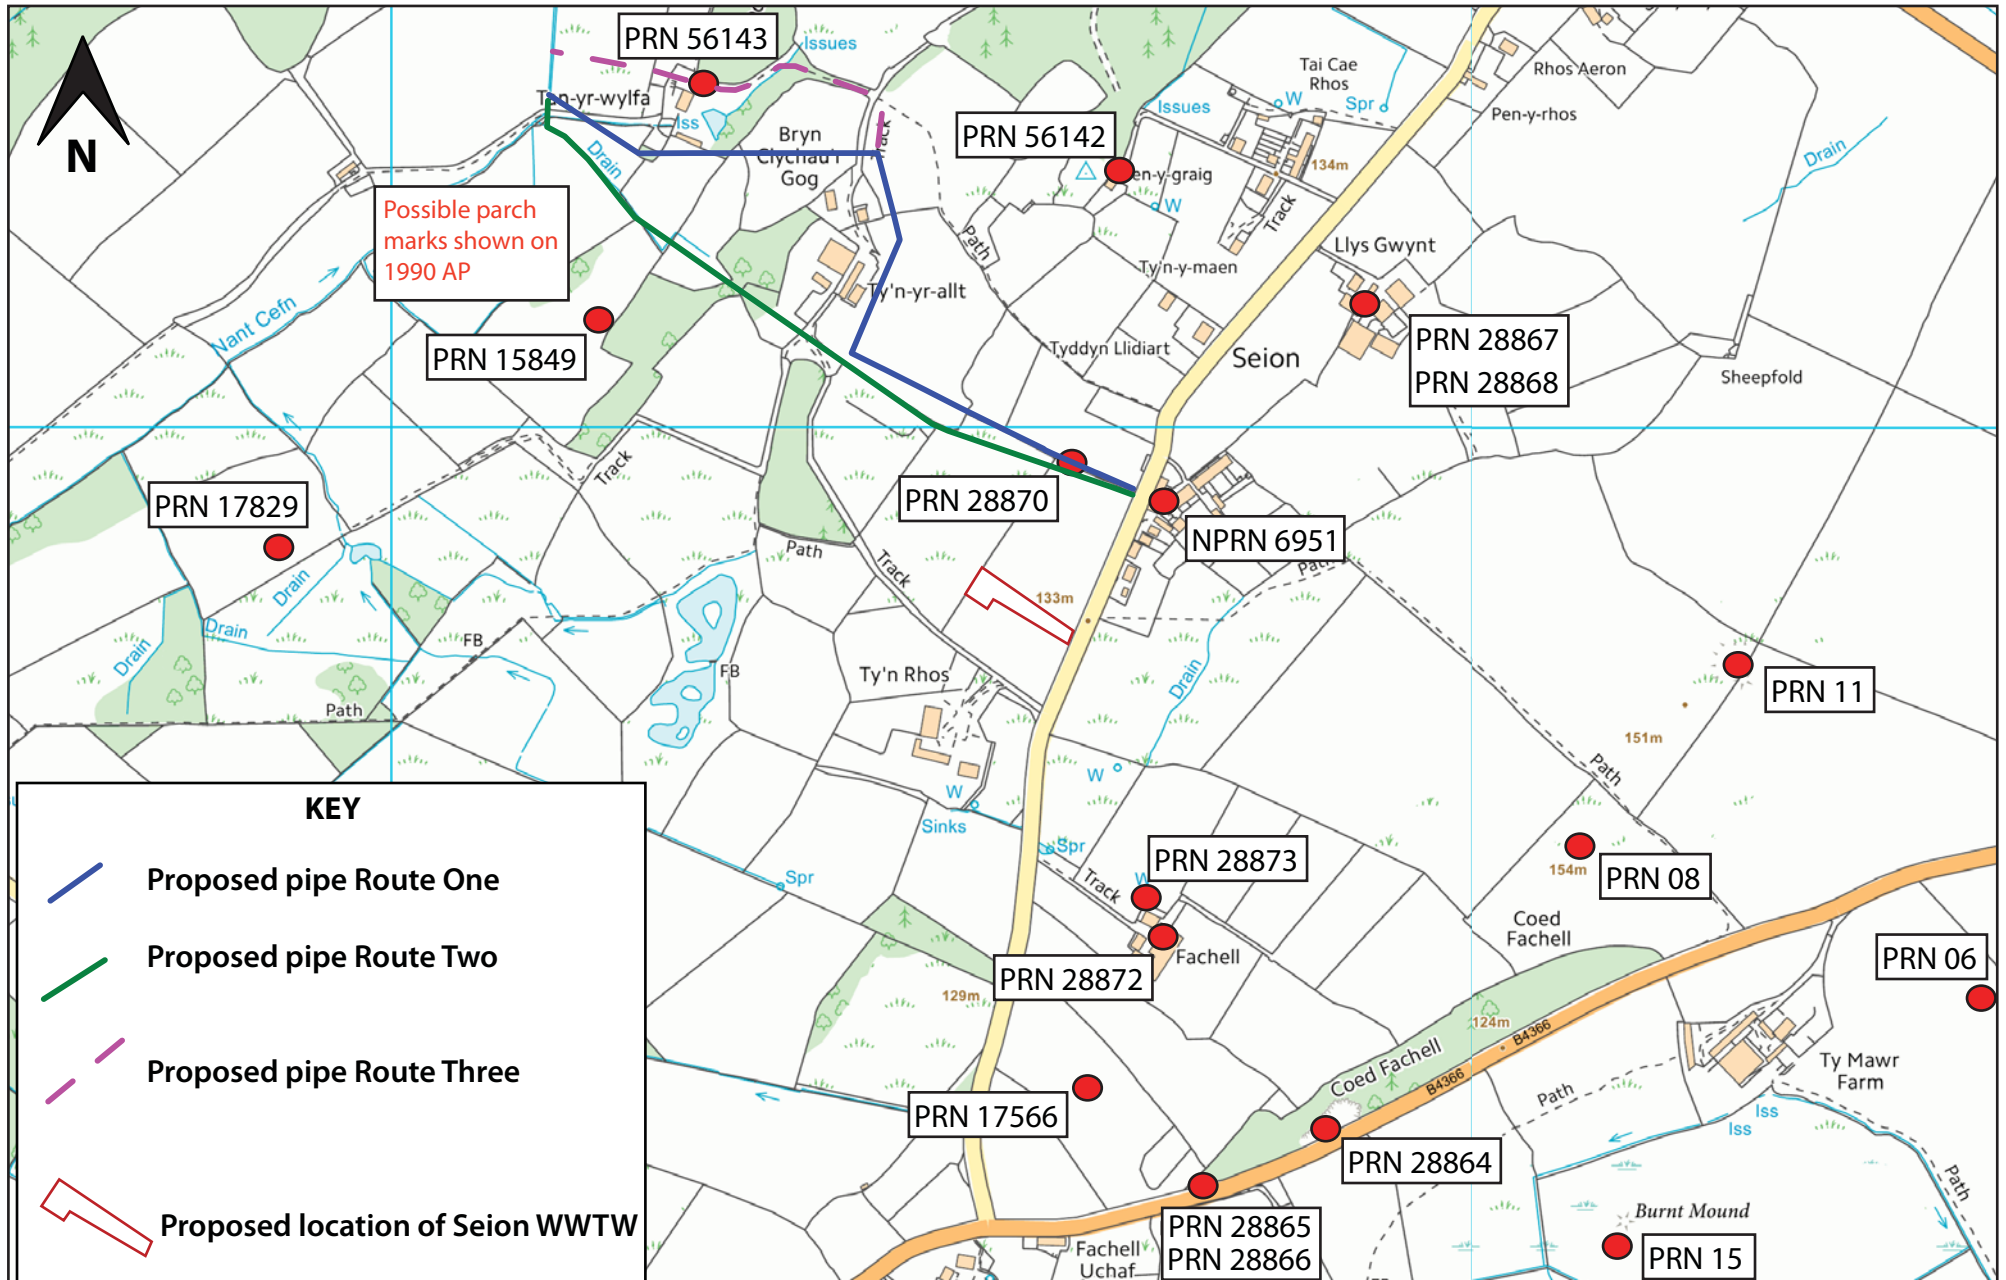 PRN 56143
Issues
Tan-yr-wylfa
Iss
Drain
Bryn
Clychau'r
Gog
Track
N
Possible parch
marks shown on
1990 AP
Nant Cefn
PRN 15849
PRN 56142
Issues
Tai Cae
Rhos
W
Spr
134m
Rhos Aeron
Pen-y-rhos
Drain
en-y-graig
W
Track
Path
Ty'n-y-maen
Llys Gwynt
Ty'n-yr-allt
Tyddyn Llidiart
Seion
PRN 28867
PRN 28868
Sheepfold
Track
PRN 17829
PRN 28870
NPRN 6951
Path
Path
Track
133m
Drain
Drain
Drain
FB
FB
Path
Ty'n Rhos
Drain
PRN 11
151m
Path
W
W
Sinks
Spr
Spr
PRN 28873
W
Track
Fachell
PRN 28872
154m
PRN 08
Coed
Fachell
PRN 06
129m
124m
B4366
Coed Fachell
B4366
Path
Ty Mawr
Farm
Iss
Iss
PRN 17566
PRN 28864
Path
PRN 28865
PRN 28866
Burnt Mound
PRN 15
Fachell
Uchaf
KEY
Proposed pipe Route One
Proposed pipe Route Two
Proposed pipe Route Three
Proposed location of Seion WWTW